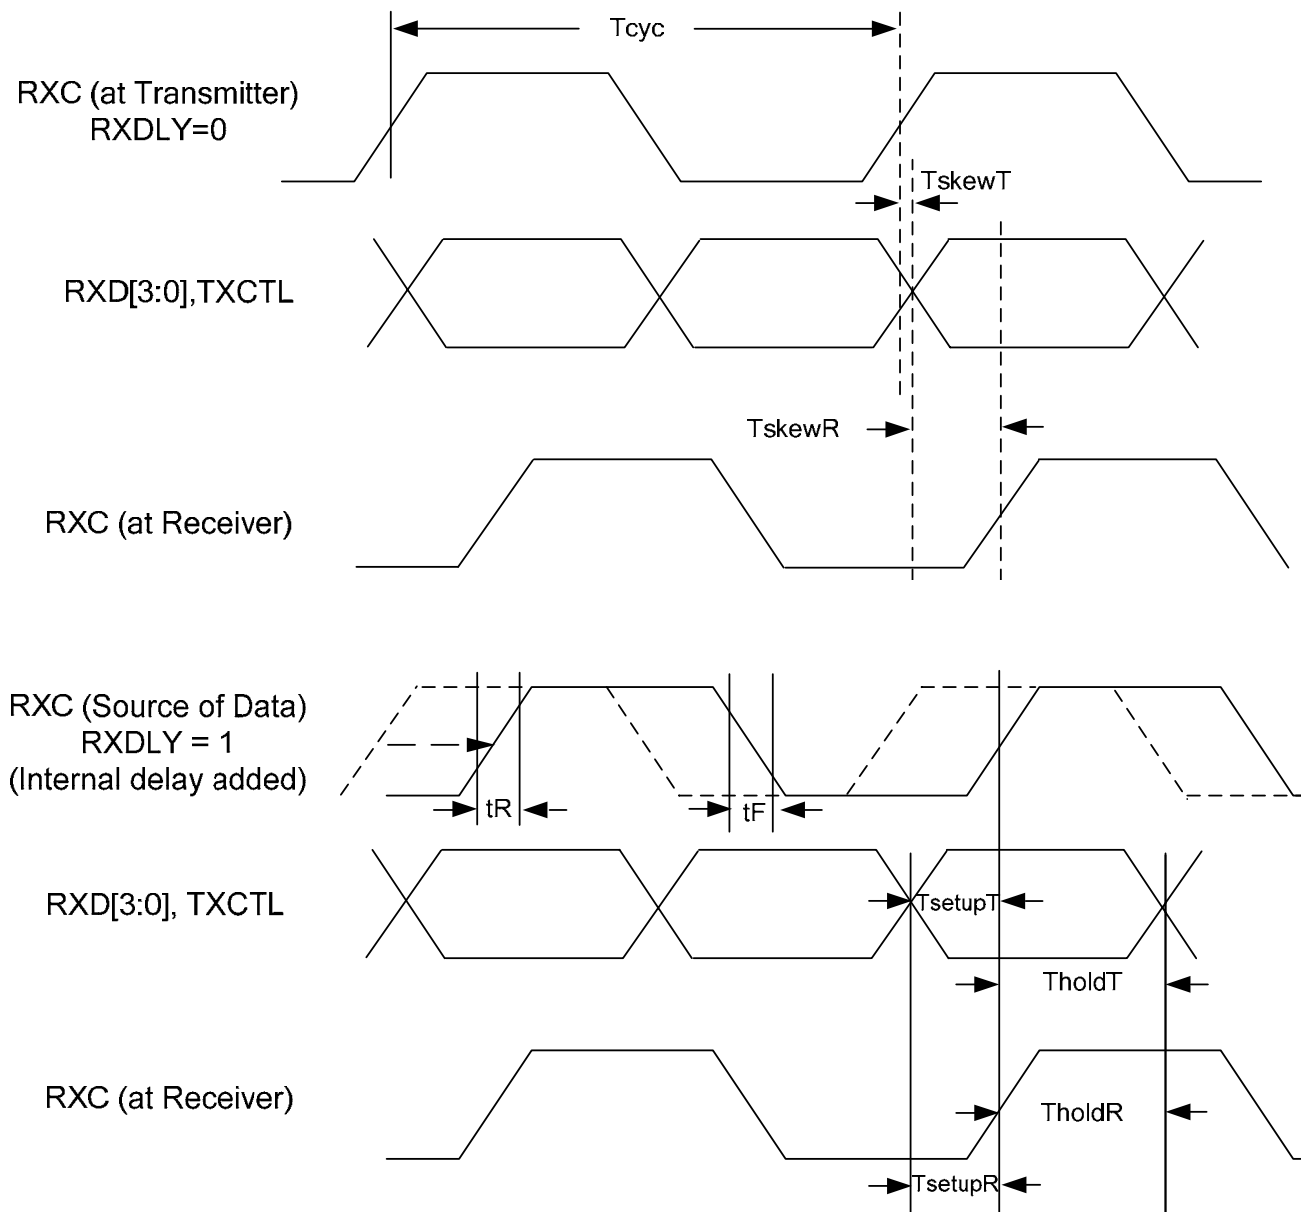 Tcyc
RXC (at Transmitter)
RXDLY=0
TskewT
RXD[3:0],TXCTL
TskewR
RXC (at Receiver)
RXC (Source of Data)
RXDLY = 1
(Internal delay added)
tR
tF
RXD[3:0], TXCTL
TsetupT
TholdT
RXC (at Receiver)
TholdR
TsetupR